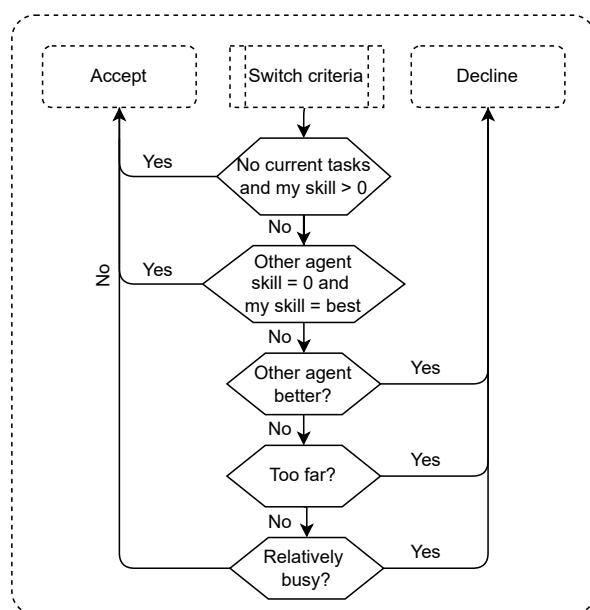 Accept
Switch criteria
Decline
No current tasks
and my skill > 0
Yes
No
Other agent
skill = 0 and
my skill = best
Yes
No
No
Other agent
better?
Yes
No
Too far?
Yes
No
Relatively
busy?
Yes